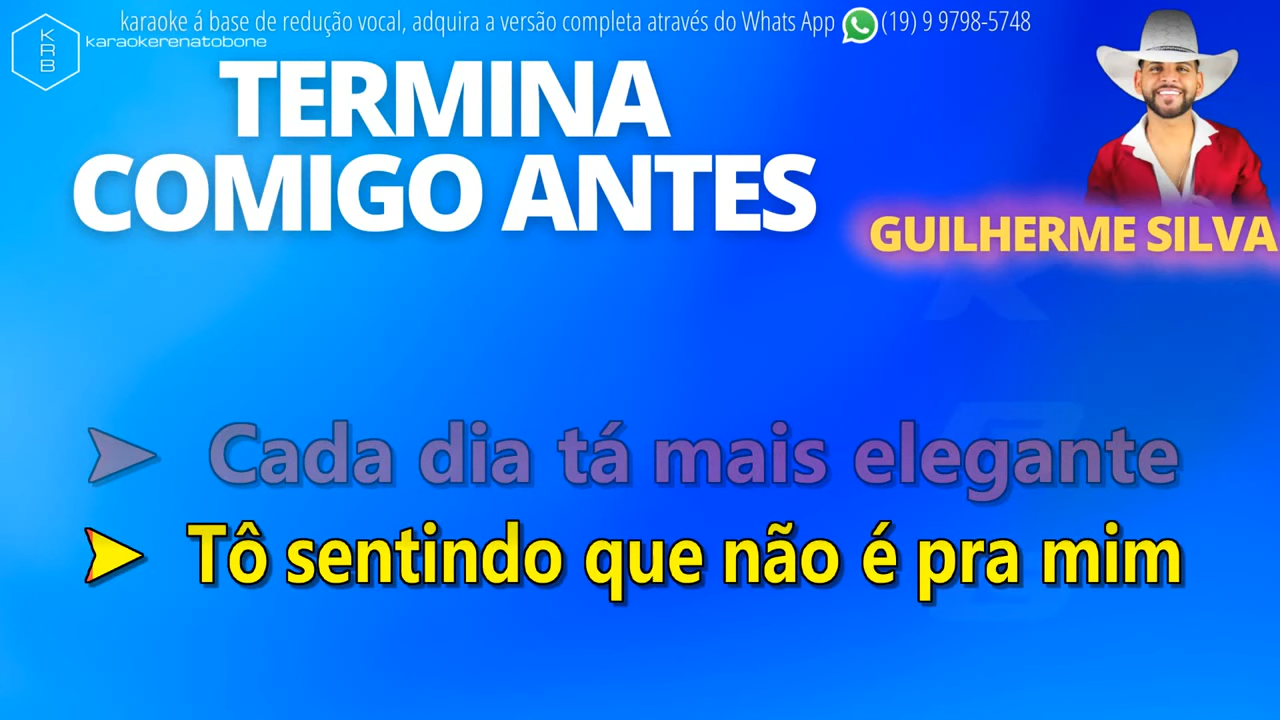 karaoke á base de redução vocal, adquira a versão completa através do Whats App (19) 9 9798-5748
KRB
karaokerenatobone
TERMINA
COMIGO ANTES
GUILHERME SILVA
Cada dia tá mais elegante
Tô sentindo que não é pra mim